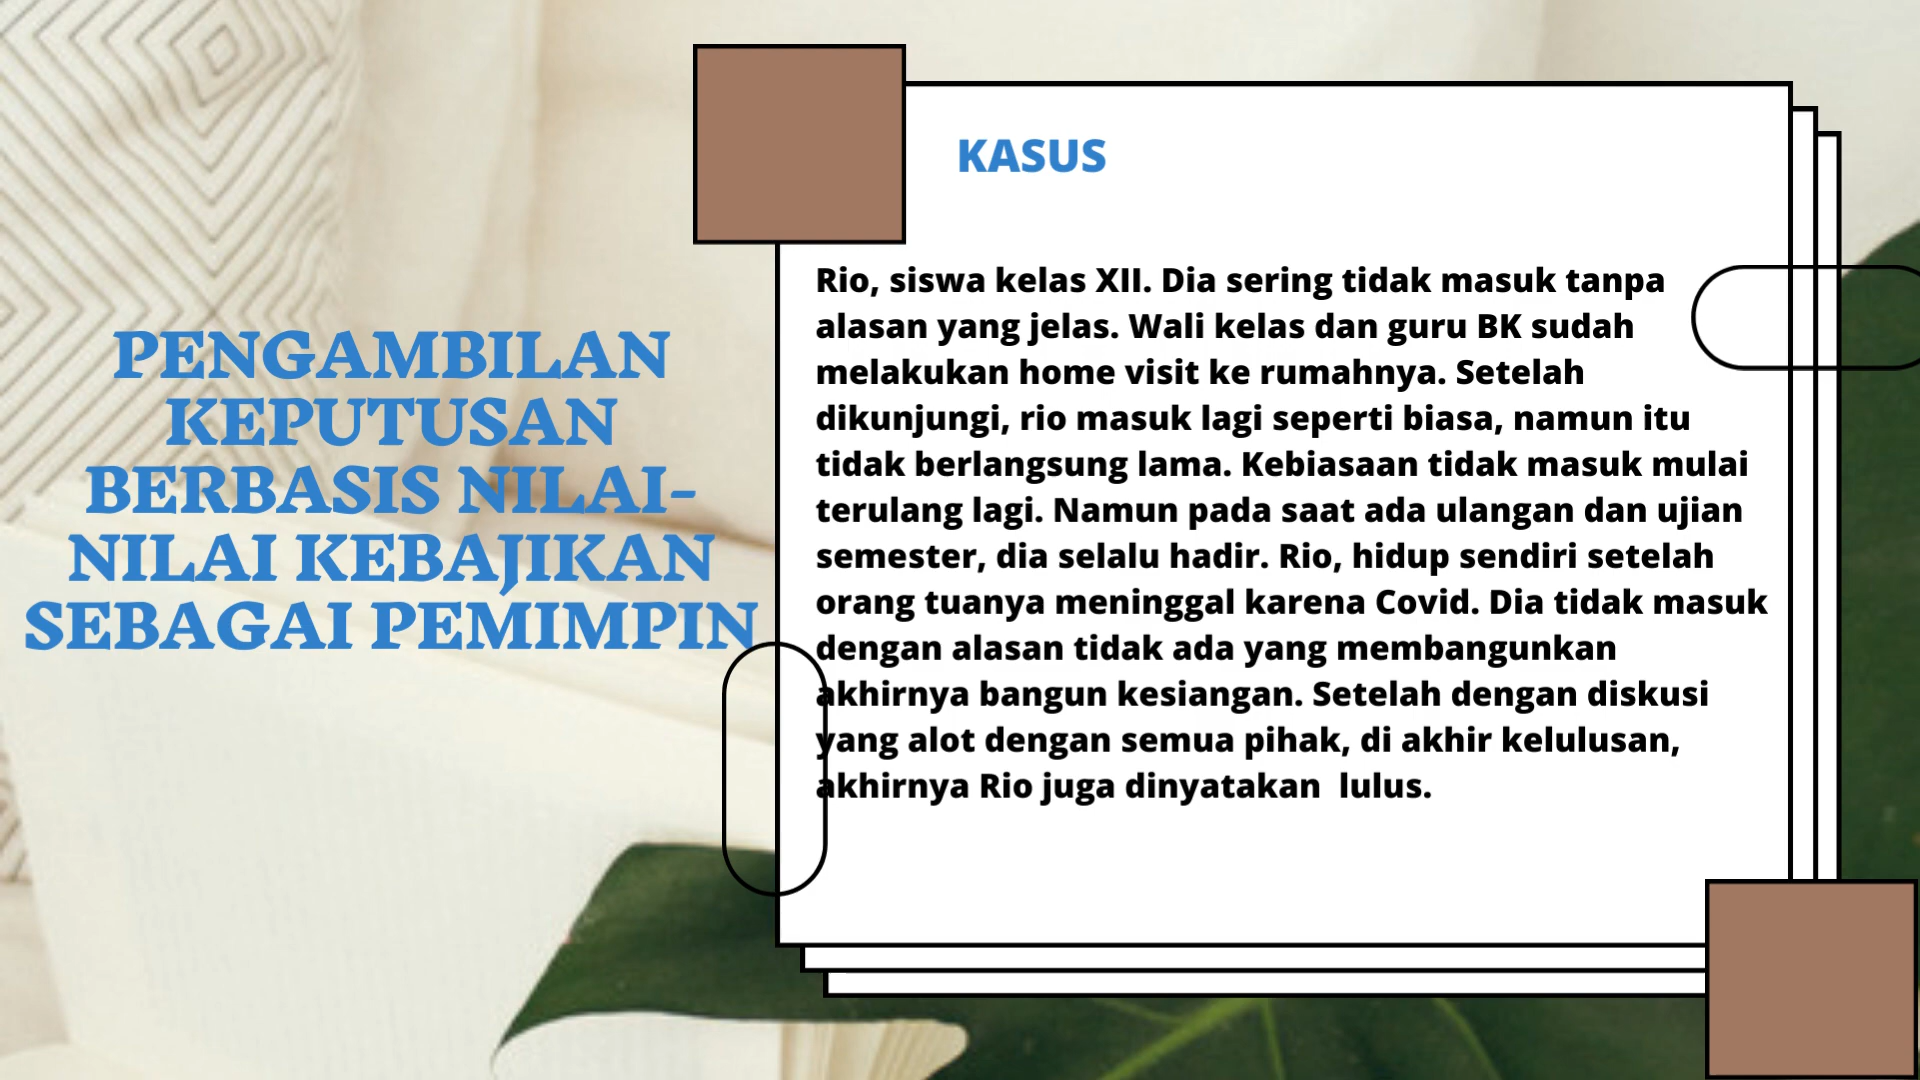 PENGAMBILAN
KEPUTUSAN
BERBASIS NILAI-
NILAI KEBAJIKAN
SEBAGAI PEMIMPIN
KASUS
Rio, siswa kelas XII. Dia sering tidak masuk tanpa
alasan yang jelas. Wali kelas dan guru BK sudah
melakukan home visit ke rumahnya. Setelah
dikunjungi, rio masuk lagi seperti biasa, namun itu
tidak berlangsung lama. Kebiasaan tidak masuk mulai
terulang lagi. Namun pada saat ada ulangan dan ujian
semester, dia selalu hadir. Rio, hidup sendiri setelah
orang tuanya meninggal karena Covid. Dia tidak masuk
dengan alasan tidak ada yang membangunkan
akhirnya bangun kesiangan. Setelah dengan diskusi
yang alot dengan semua pihak, di akhir kelulusan,
akhirnya Rio juga dinyatakan  lulus.